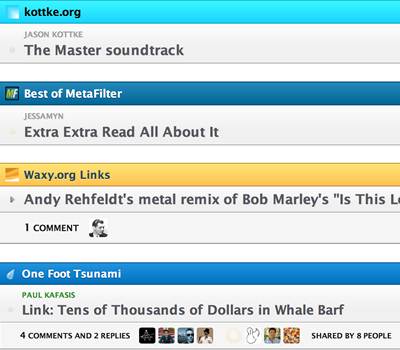 kottke.org
JASON KOTTKE
The Master soundtrack
MF Best of MetaFilter
JESSAMYN
Extra Extra Read All About It
Waxy.org Links
Andy Rehfeldt's metal remix of Bob Marley's "Is This Lo
1 COMMENT
One Foot Tsunami
PAUL KAFASIS
Link: Tens of Thousands of Dollars in Whale Barf
4 COMMENTS AND 2 REPLIES SHARED BY 8 PEOPLE